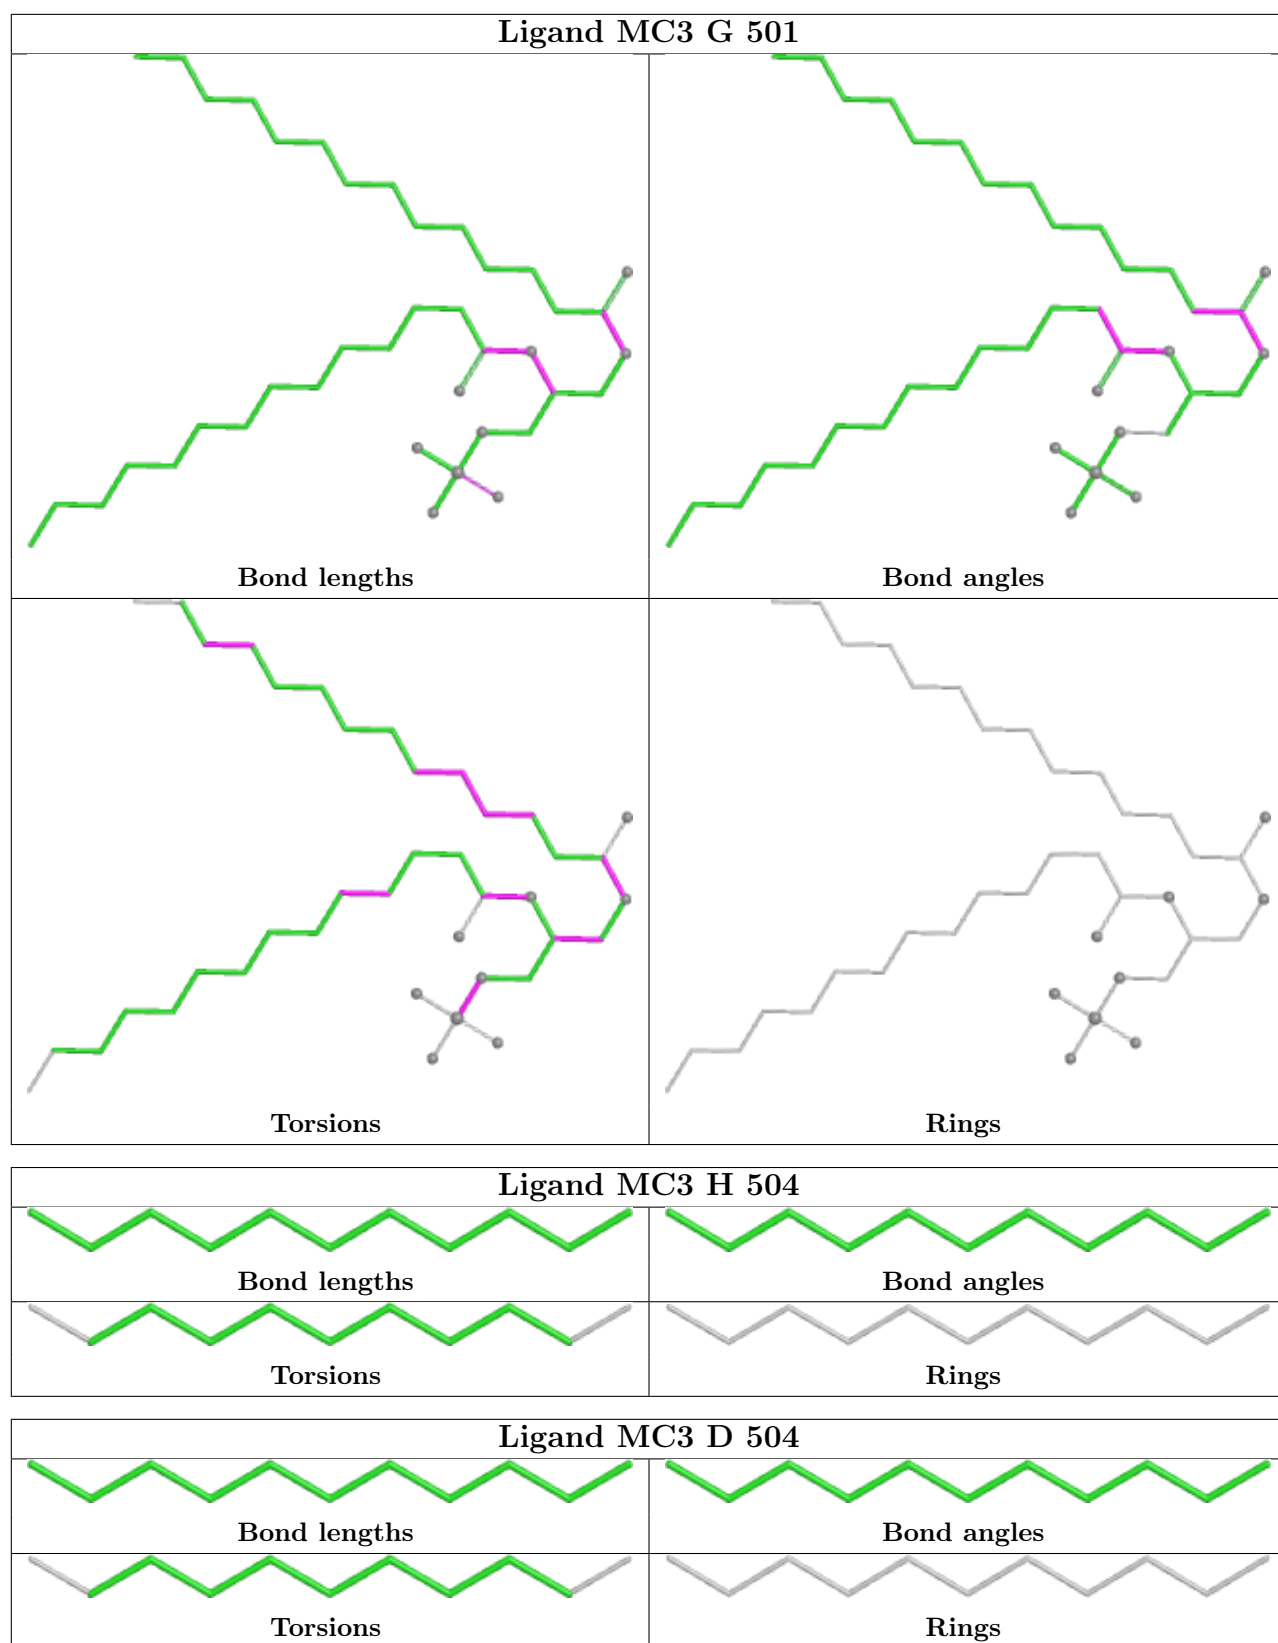 Ligand MC3 G 501
Bond lengths
Bond angles
Torsions
Rings
Ligand MC3 H 504
Bond lengths
Bond angles
Torsions
Rings
Ligand MC3 D 504
Bond lengths
Bond angles
Torsions
Rings